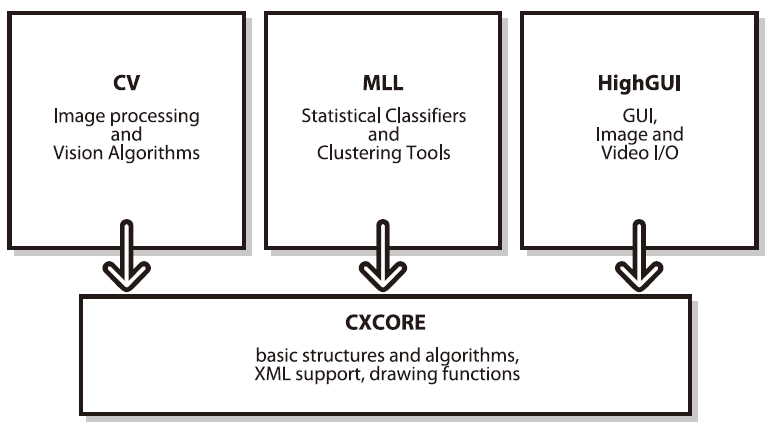 CV
Image processing
and
Vision Algorithms
MLL
Statistical Classifiers
and
Clustering Tools
HighGUI
GUI,
Image and
Video I/O
CXCORE
basic structures and algorithms,
XML support, drawing functions